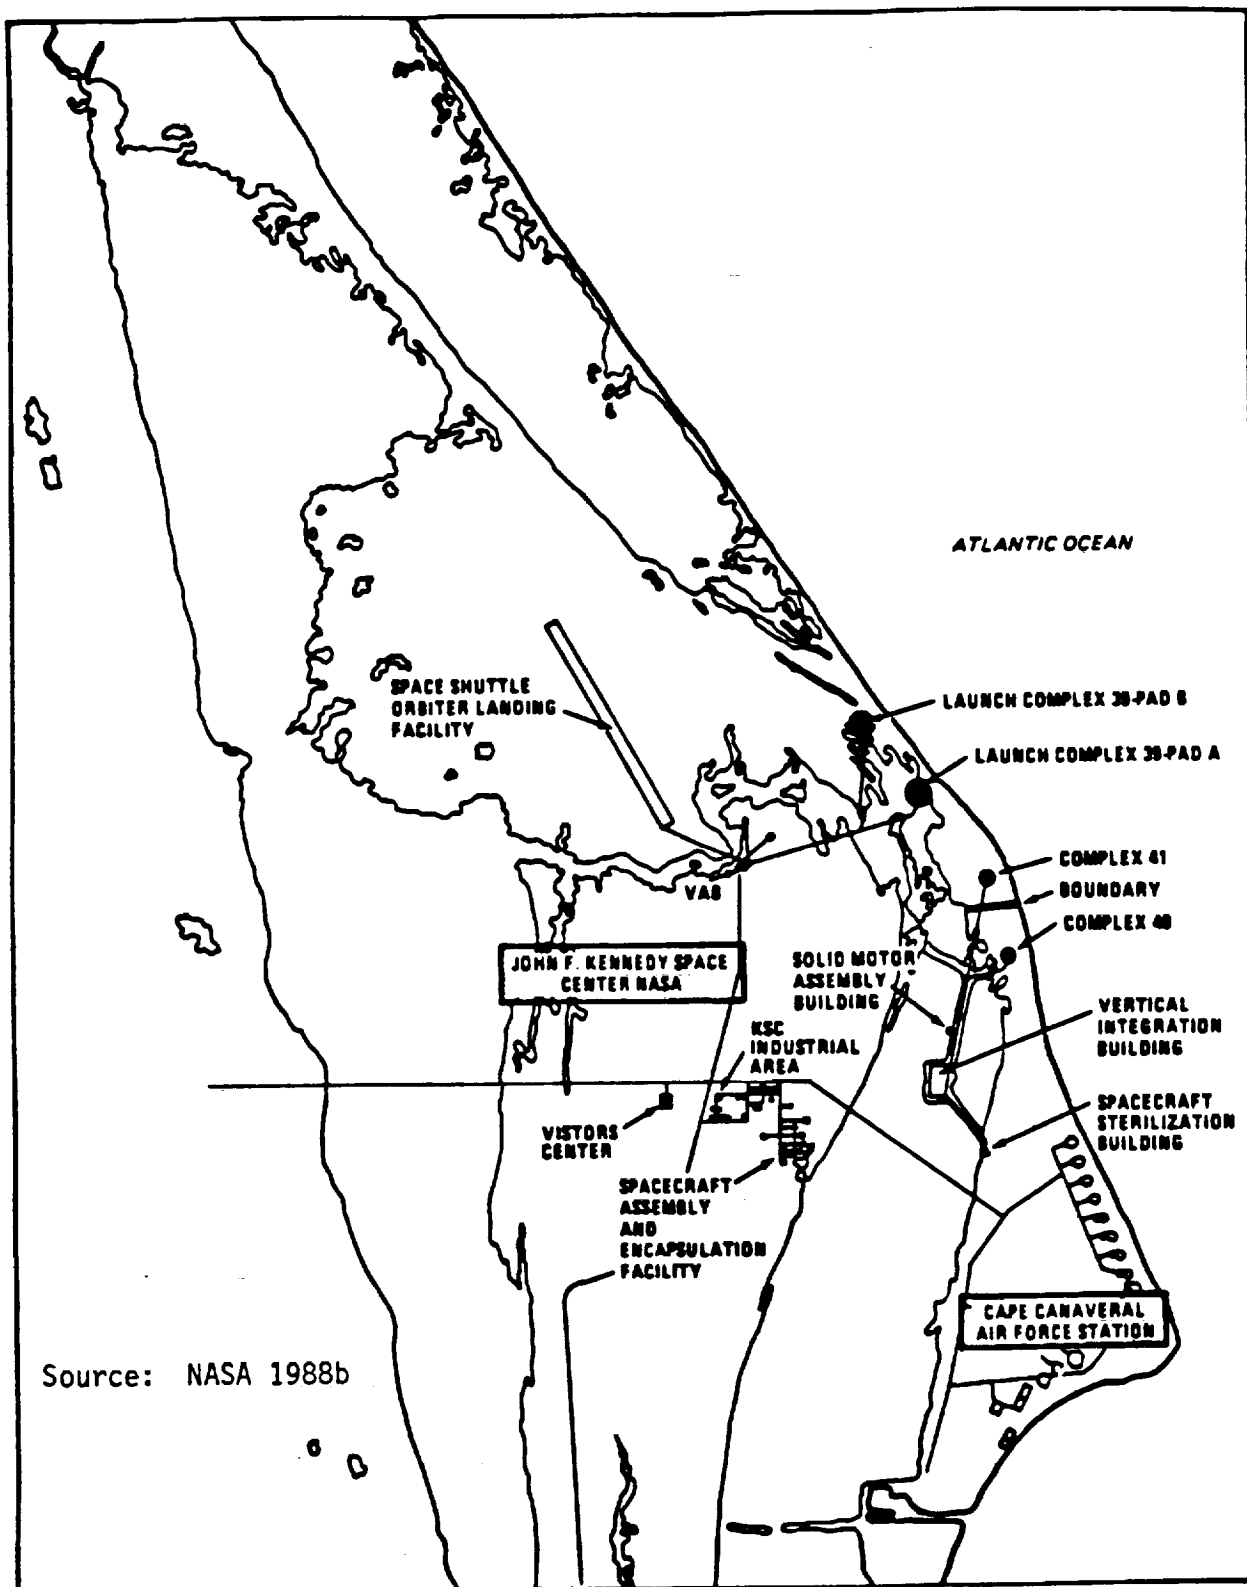 ATLANTIC OCEAN
SPACE SHUTTLE
ORBITER LANDING
FACILITY
LAUNCH COMPLEX 39-PAD B
LAUNCH COMPLEX 39-PAD A
COMPLEX 41
BOUNDARY
COMPLEX 40
VAB
JOHN F. KENNEDY SPACE
CENTER NASA
SOLID MOTOR
ASSEMBLY
BUILDING
VERTICAL
INTEGRATION
BUILDING
KSC
INDUSTRIAL
AREA
VISTORS
CENTER
SPACECRAFT
STERILIZATION
BUILDING
SPACECRAFT
ASSEMBLY
AND
ENCAPSULATION
FACILITY
CAPE CANAVERAL
AIR FORCE STATION
Source: NASA 1988b